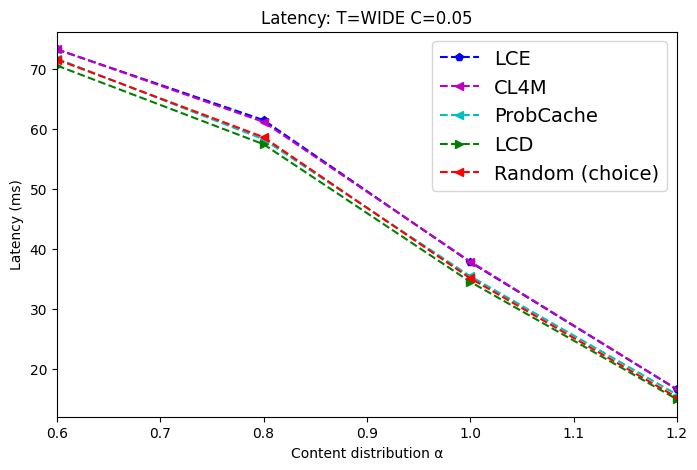 Latency: T=WIDE C=0.05
LCE
CL4M
ProbCache
LCD
Random (choice)
Latency (ms)
70
60
50
40
30
20
0.6 0.7 0.8 0.9 1.0 1.1 1.2
Content distribution α